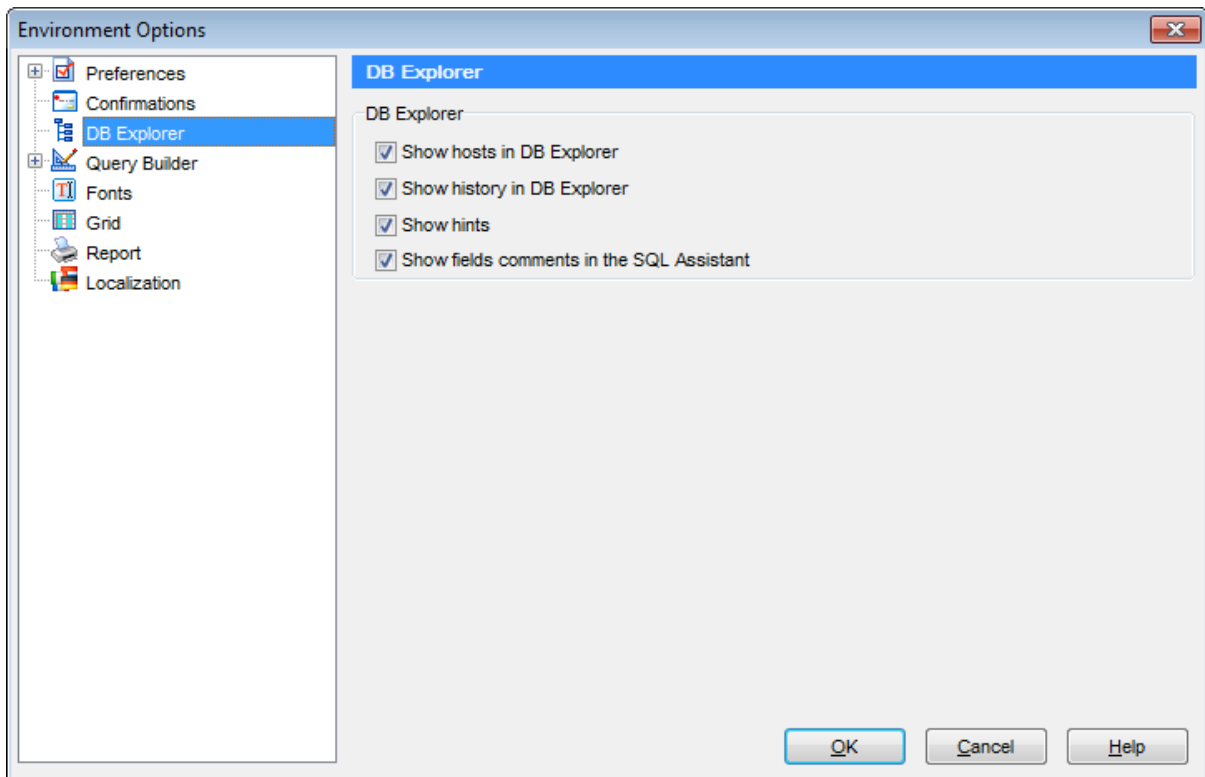 Environment Options
Preferences
Confirmations
DB Explorer
Query Builder
Fonts
Grid
Report
Localization
DB Explorer
DB Explorer
Show hosts in DB Explorer
Show history in DB Explorer
Show hints
Show fields comments in the SQL Assistant
OK
Cancel
Help